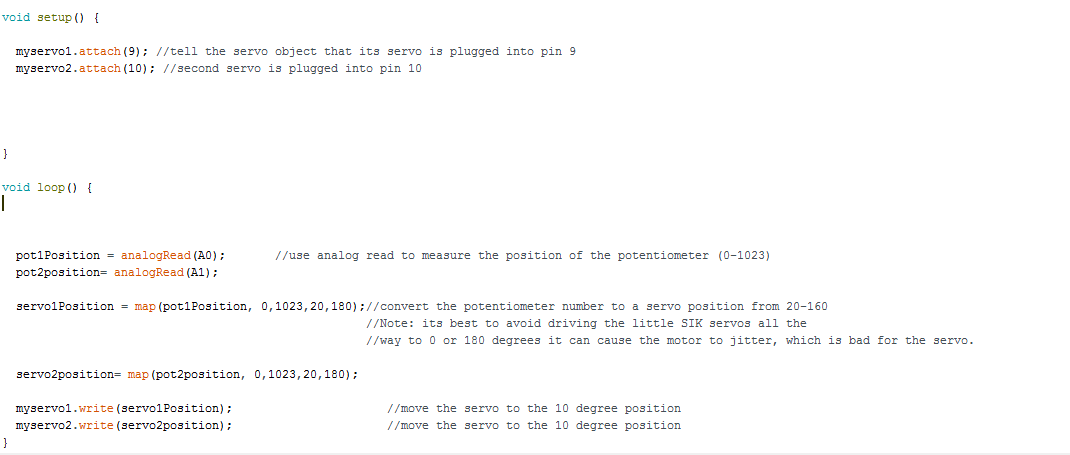 void setup() {
myservo1.attach(9); //tell the servo object that its servo is plugged into pin 9
myservo2.attach(10); //second servo is plugged into pin 10
}
void loop() {
pot1Position = analogRead(A0);       //use analog read to measure the position of the potentiometer (0-1023)
pot2position= analogRead(A1);
servo1Position = map(pot1Position, 0,1023,20,180);//convert the potentiometer number to a servo position from 20-160
//Note: its best to avoid driving the little SIK servos all the
//way to 0 or 180 degrees it can cause the motor to jitter, which is bad for the servo.
servo2position= map(pot2position, 0,1023,20,180);
myservo1.write(servo1Position);                      //move the servo to the 10 degree position
myservo2.write(servo2position);                      //move the servo to the 10 degree position
}